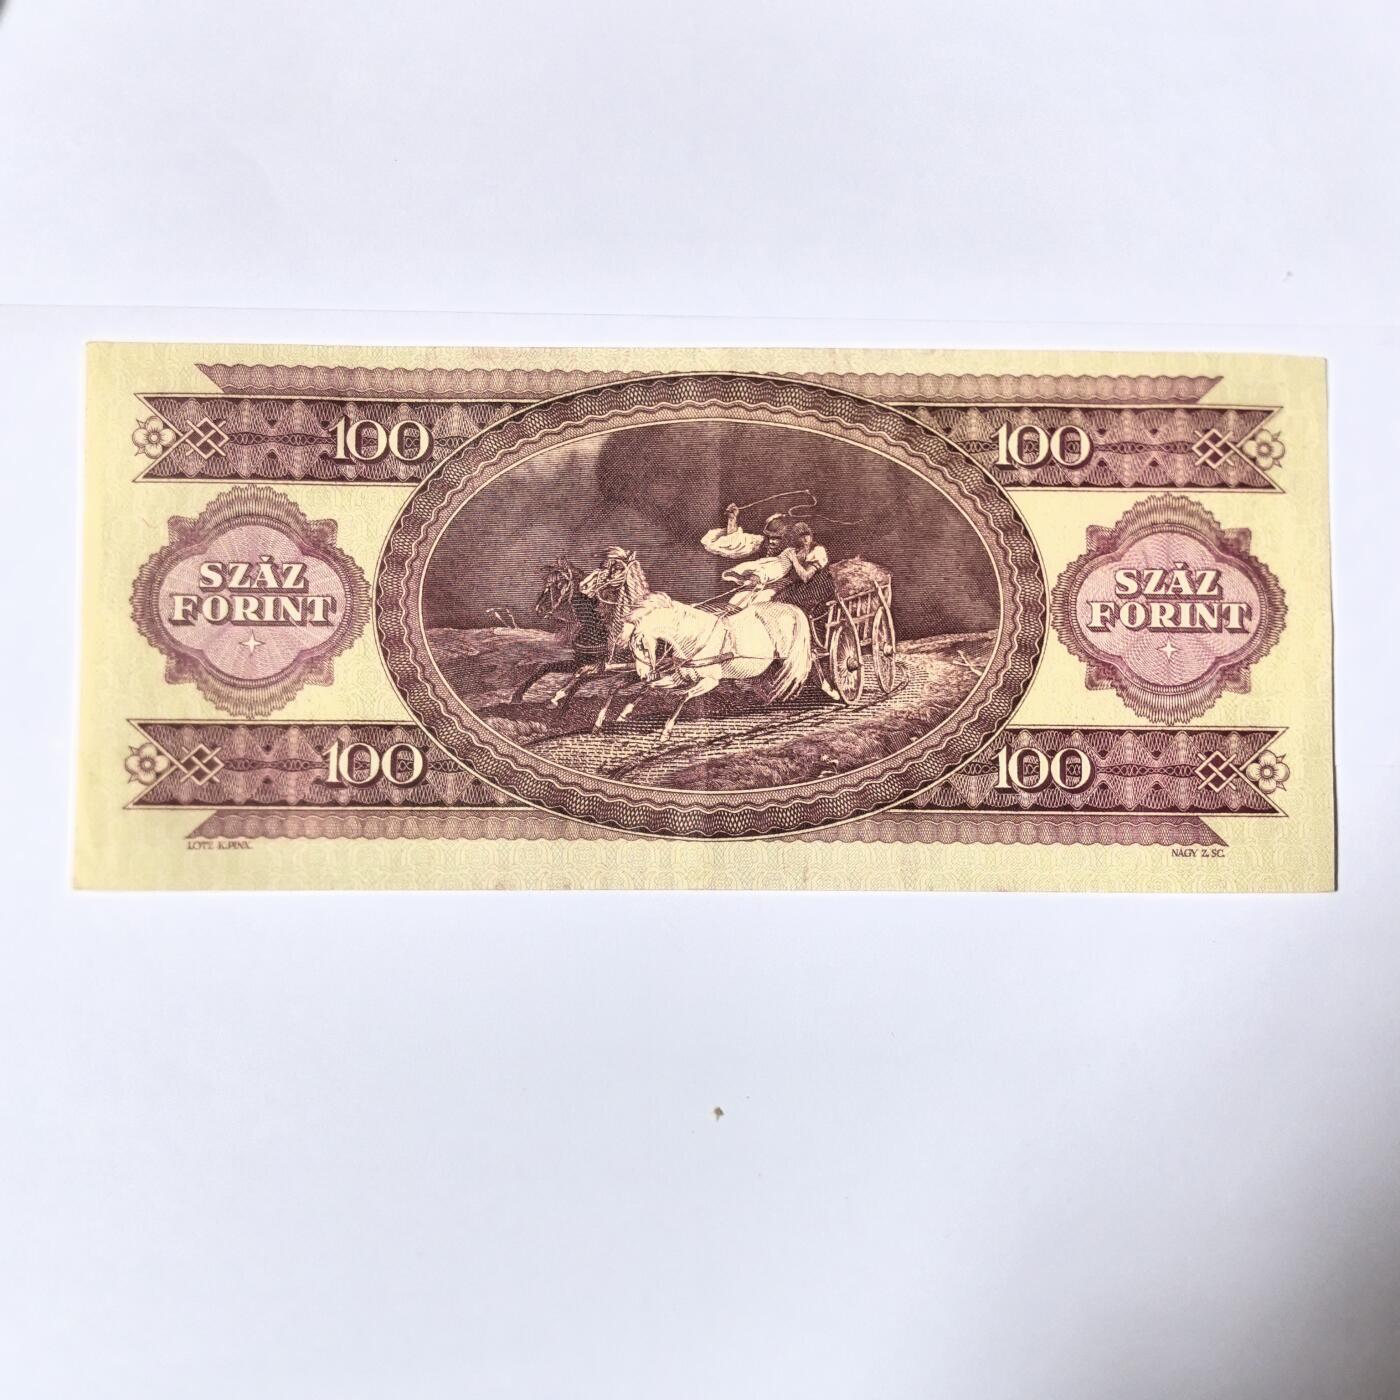 100
100
SZÁZ
FORINT
SZÁZ
FORINT
100
100
LOTZ K. PINX.
NAGY Z. SC.